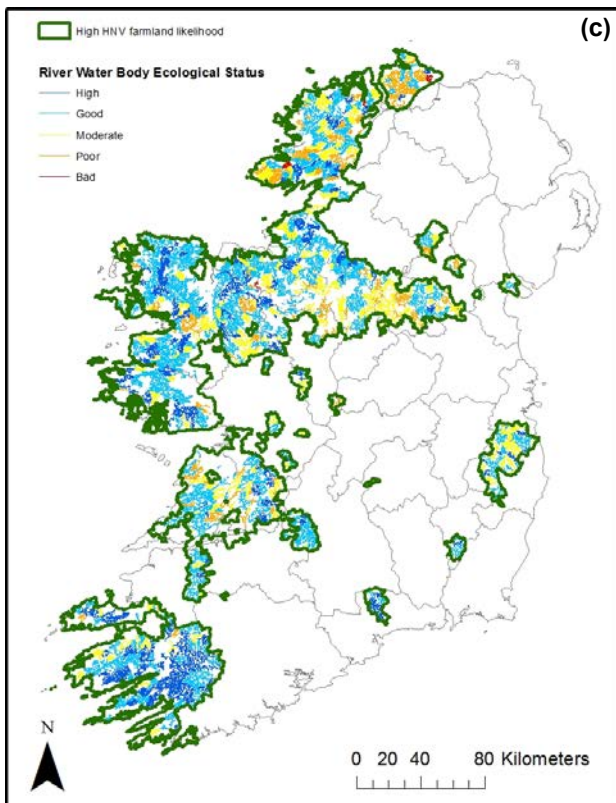 (c)
High HNV farmland likelihood
River Water Body Ecological Status
High
Good
Moderate
Poor
Bad
N
0 20 40 80 Kilometers